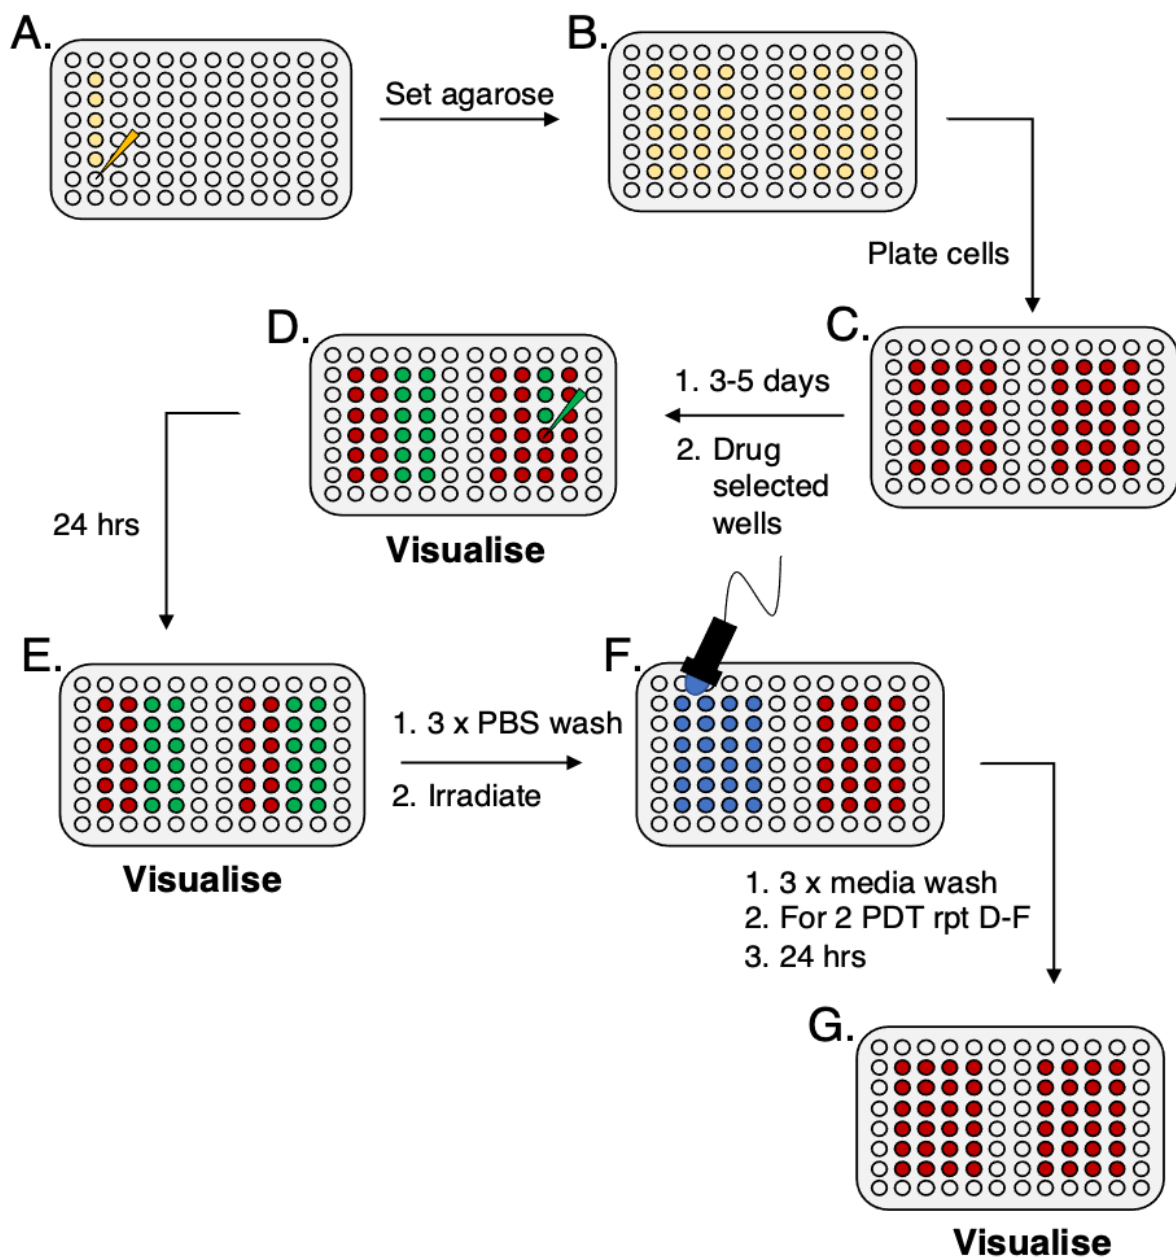 A.
Set agarose
B.
Plate cells
C.
1. 3-5 days
2. Drug
selected
wells
D.
Visualise
24 hrs
E.
Visualise
1. 3 x PBS wash
2. Irradiate
F.
1. 3 x media wash
2. For 2 PDT rpt D-F
3. 24 hrs
G.
Visualise